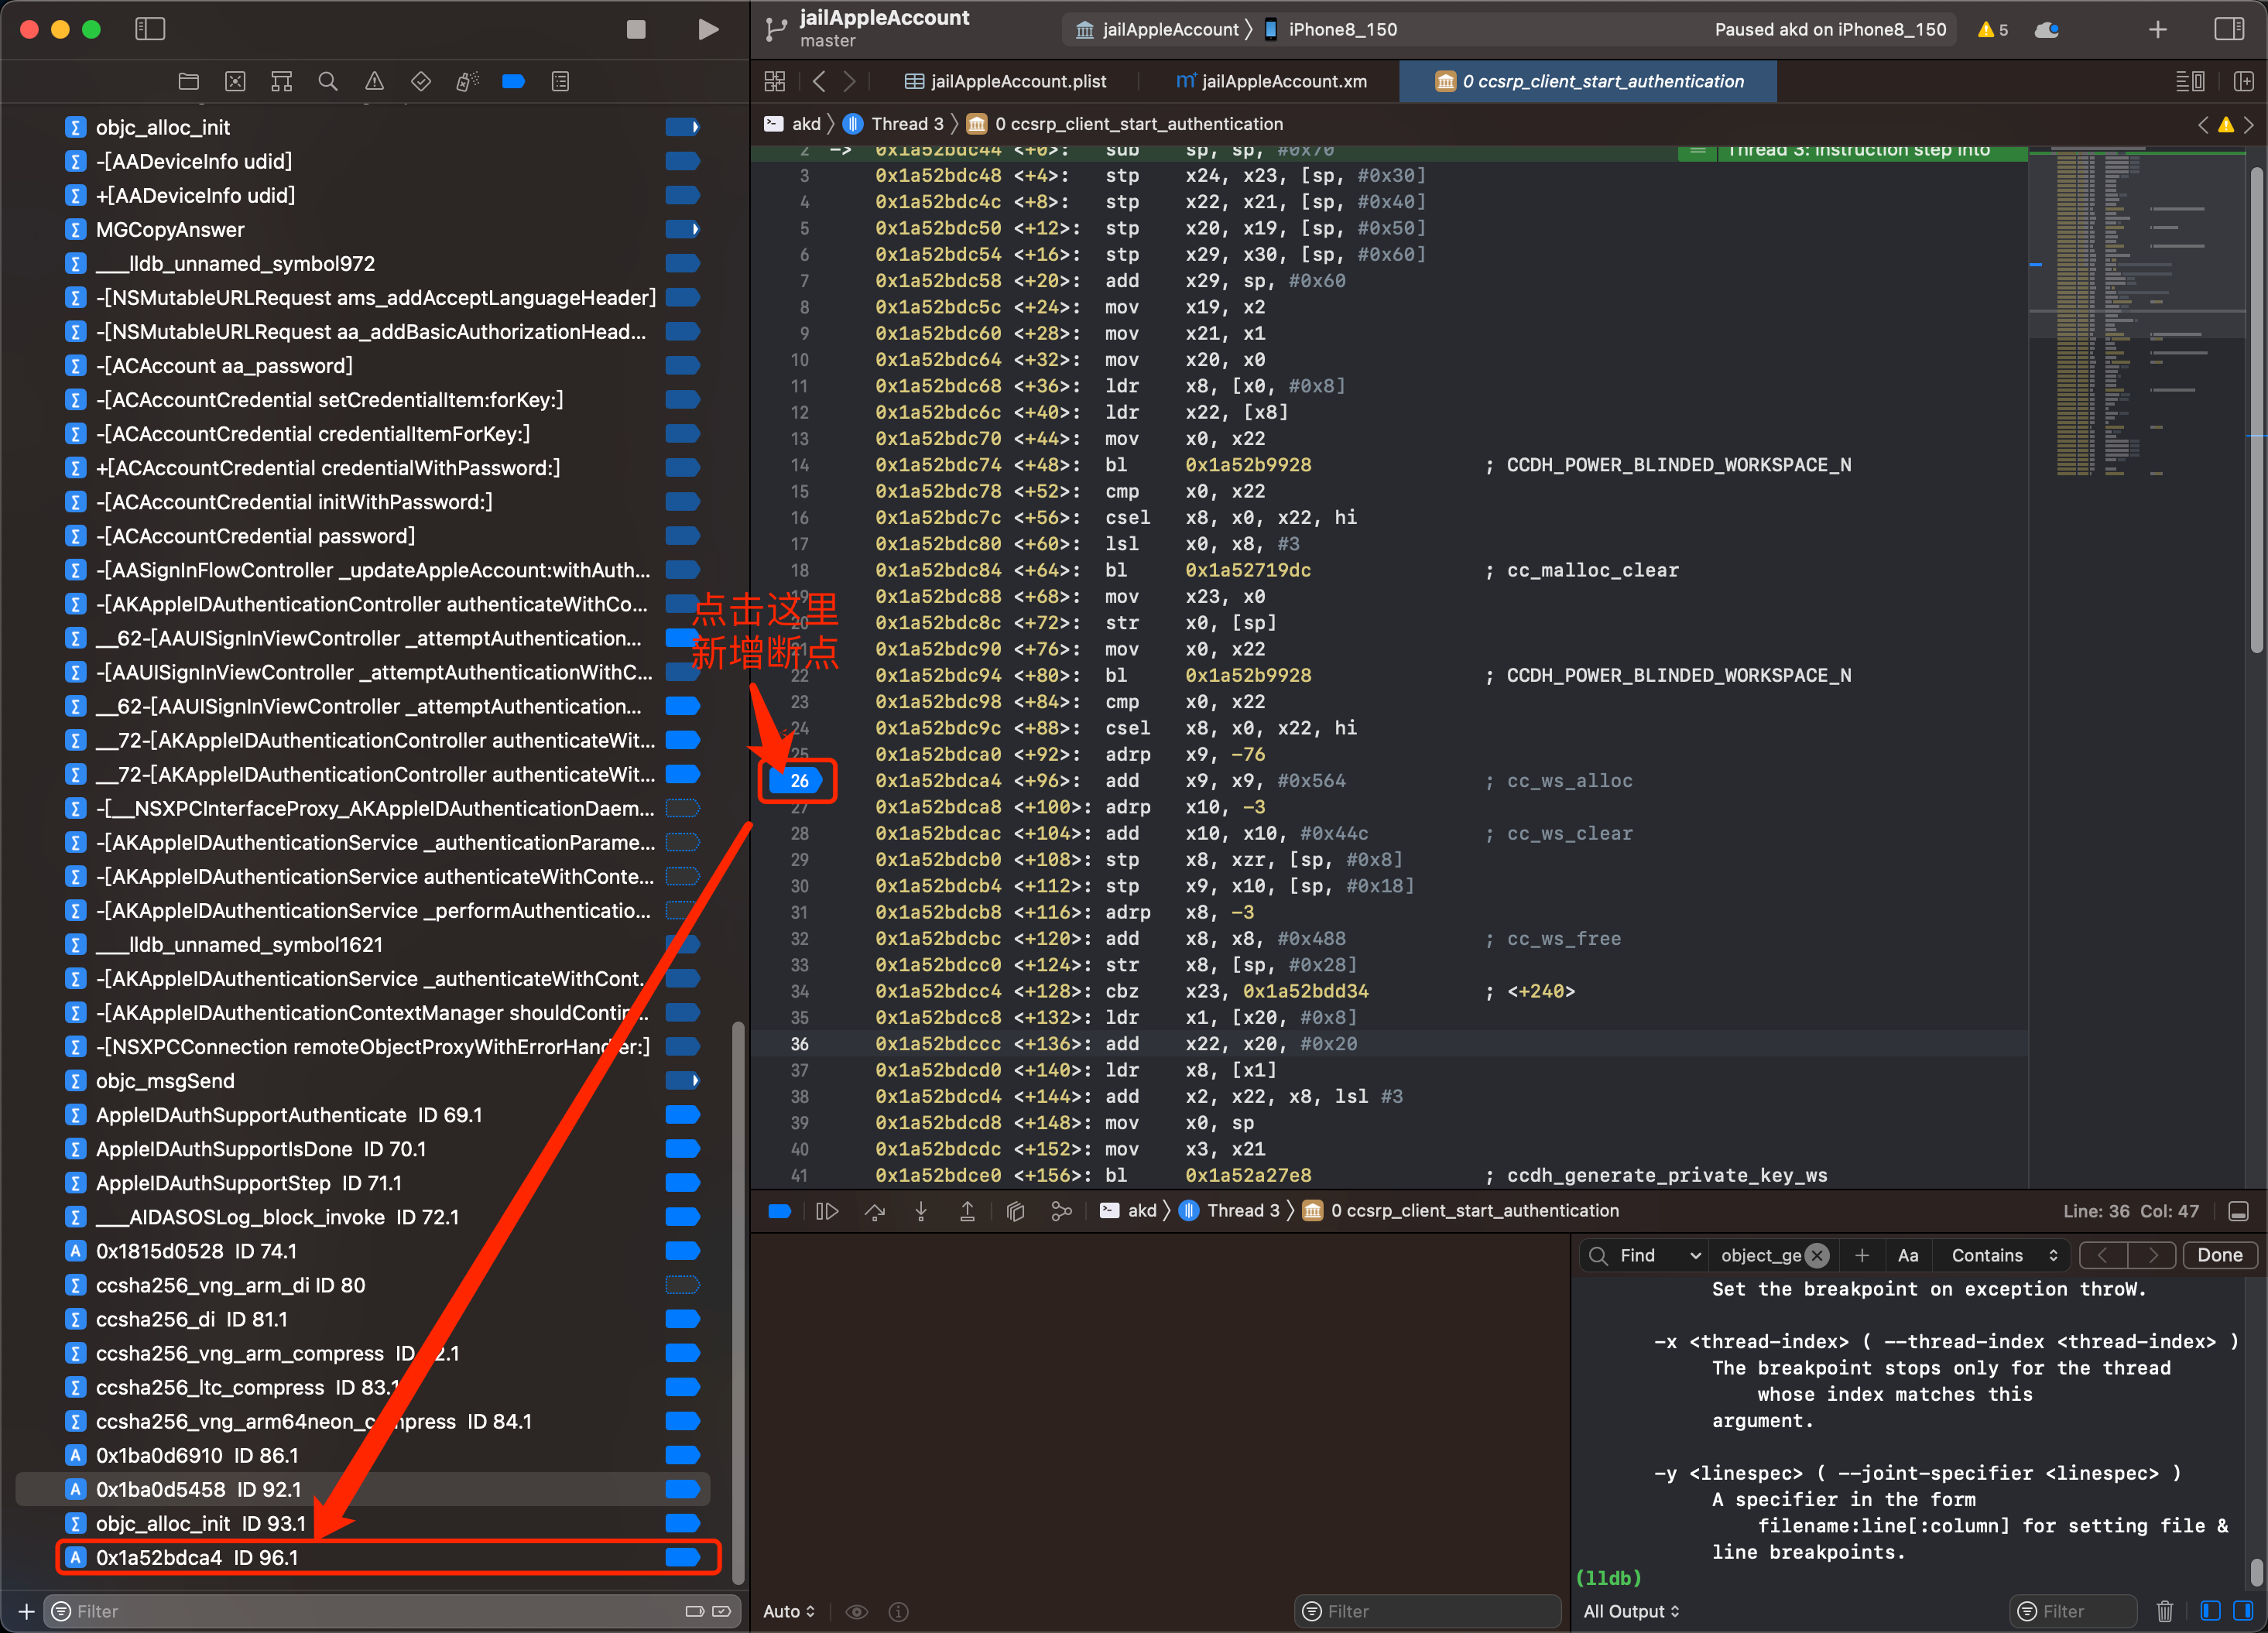 jailAppleAccount
master
jailAppleAccount
iPhone8_150
Paused akd on iPhone8_150
5
jailAppleAccount.plist
jailAppleAccount.xm
0 ccsrp_client_start_authentication
akd
Thread 3
0 ccsrp_client_start_authentication
objc_alloc_init
-[AADeviceInfo udid]
+[AADeviceInfo udid]
MGCopyAnswer
___lldb_unnamed_symbol972
-[NSMutableURLRequest ams_addAcceptLanguageHeader]
-[NSMutableURLRequest aa_addBasicAuthorizationHead...
-[ACAccount aa_password]
-[ACAccountCredential setCredentialItem:forKey:]
-[ACAccountCredential credentialItemForKey:]
+[ACAccountCredential credentialWithPassword:]
-[ACAccountCredential initWithPassword:]
-[ACAccountCredential password]
-[AASignInFlowController _updateAppleAccount:withAuth...
-[AKAppleIDAuthenticationController authenticateWithCo...
__62-[AAUISignInViewController _attemptAuthentication...
-[AAUISignInViewController _attemptAuthenticationWithC...
__62-[AAUISignInViewController _attemptAuthentication...
__72-[AKAppleIDAuthenticationController authenticateWit...
__72-[AKAppleIDAuthenticationController authenticateWit...
-[__NSXPCInterfaceProxy_AKAppleIDAuthenticationDaem...
-[AKAppleIDAuthenticationService _authenticationParame...
-[AKAppleIDAuthenticationService authenticateWithConte...
-[AKAppleIDAuthenticationService _performAuthenticatio...
___lldb_unnamed_symbol1621
-[AKAppleIDAuthenticationService _authenticateWithCont...
-[AKAppleIDAuthenticationContextManager
-[NSXPCConnection remoteObjectProxyWithErrorHandler:]
objc_msgSend
AppleIDAuthSupportAuthenticate ID 69.1
AppleIDAuthSupportIsDone ID 70.1
AppleIDAuthSupportStep ID 71.1
___AIDASOSLog_block_invoke ID 72.1
0x1815d0528 ID 74.1
ccsha256_vng_arm_di ID 80
ccsha256_di ID 81.1
ccsha256_vng_arm_compress
ccsha256_ltc_compress ID 83.1
ccsha256_vng_arm64neon_compress ID 84.1
0x1ba0d6910 ID 86.1
0x1ba0d5458 ID 92.1
objc_alloc_init ID 93.1
0x1a52bdca4 ID 96.1
Filter
点击这里
新增断点
2 -> 0x1a52bdc44 <+0>: sub sp, sp, #0x70
Thread 3: instruction step into
3 0x1a52bdc48 <+4>: stp x24, x23, [sp, #0x30]
4 0x1a52bdc4c <+8>: stp x22, x21, [sp, #0x40]
5 0x1a52bdc50 <+12>: stp x20, x19, [sp, #0x50]
6 0x1a52bdc54 <+16>: stp x29, x30, [sp, #0x60]
7 0x1a52bdc58 <+20>: add x29, sp, #0x60
8 0x1a52bdc5c <+24>: mov x19, x2
9 0x1a52bdc60 <+28>: mov x21, x1
10 0x1a52bdc64 <+32>: mov x20, x0
11 0x1a52bdc68 <+36>: ldr x8, [x0, #0x8]
12 0x1a52bdc6c <+40>: ldr x22, [x8]
13 0x1a52bdc70 <+44>: mov x0, x22
14 0x1a52bdc74 <+48>: bl 0x1a52b9928 ; CCDH_POWER_BLINDED_WORKSPACE_N
15 0x1a52bdc78 <+52>: cmp x0, x22
16 0x1a52bdc7c <+56>: csel x8, x0, x22, hi
17 0x1a52bdc80 <+60>: lsl x0, x8, #3
18 0x1a52bdc84 <+64>: bl 0x1a52719dc ; cc_malloc_clear
19 0x1a52bdc88 <+68>: mov x23, x0
20 0x1a52bdc8c <+72>: str x0, [sp]
21 0x1a52bdc90 <+76>: mov x0, x22
22 0x1a52bdc94 <+80>: bl 0x1a52b9928 ; CCDH_POWER_BLINDED_WORKSPACE_N
23 0x1a52bdc98 <+84>: cmp x0, x22
24 0x1a52bdc9c <+88>: csel x8, x0, x22, hi
25 0x1a52bdca0 <+92>: adrp x9, -76
26 0x1a52bdca4 <+96>: add x9, x9, #0x564 ; cc_ws_alloc
27 0x1a52bdca8 <+100>: adrp x10, -3
28 0x1a52bdcac <+104>: add x10, x10, #0x44c ; cc_ws_clear
29 0x1a52bdcb0 <+108>: stp x8, xzr, [sp, #0x8]
30 0x1a52bdcb4 <+112>: stp x9, x10, [sp, #0x18]
31 0x1a52bdcb8 <+116>: adrp x8, -3
32 0x1a52bdcbc <+120>: add x8, x8, #0x488 ; cc_ws_free
33 0x1a52bdcc0 <+124>: str x8, [sp, #0x28]
34 0x1a52bdcc4 <+128>: cbz x23, 0x1a52bdd34 ; <+240>
35 0x1a52bdcc8 <+132>: ldr x1, [x20, #0x8]
36 0x1a52bdccc <+136>: add x22, x20, #0x20
37 0x1a52bdcd0 <+140>: ldr x8, [x1]
38 0x1a52bdcd4 <+144>: add x2, x22, x8, lsl #3
39 0x1a52bdcd8 <+148>: mov x0, sp
40 0x1a52bdcdc <+152>: mov x3, x21
41 0x1a52bdce0 <+156>: bl 0x1a52a27e8 ; ccdh_generate_private_key_ws
akd
Thread 3
0 ccsrp_client_start_authentication
Line: 36 Col: 47
Find
object_ge
Aa
Contains
Done
Set the breakpoint on exception throW.
-x <thread-index> ( --thread-index <thread-index> )
The breakpoint stops only for the thread
whose index matches this
argument.
-y <linespec> ( --joint-specifier <linespec> )
A specifier in the form
filename:line[:column] for setting file &
line breakpoints.
(lldb)
Auto
Filter
All Output
Filter